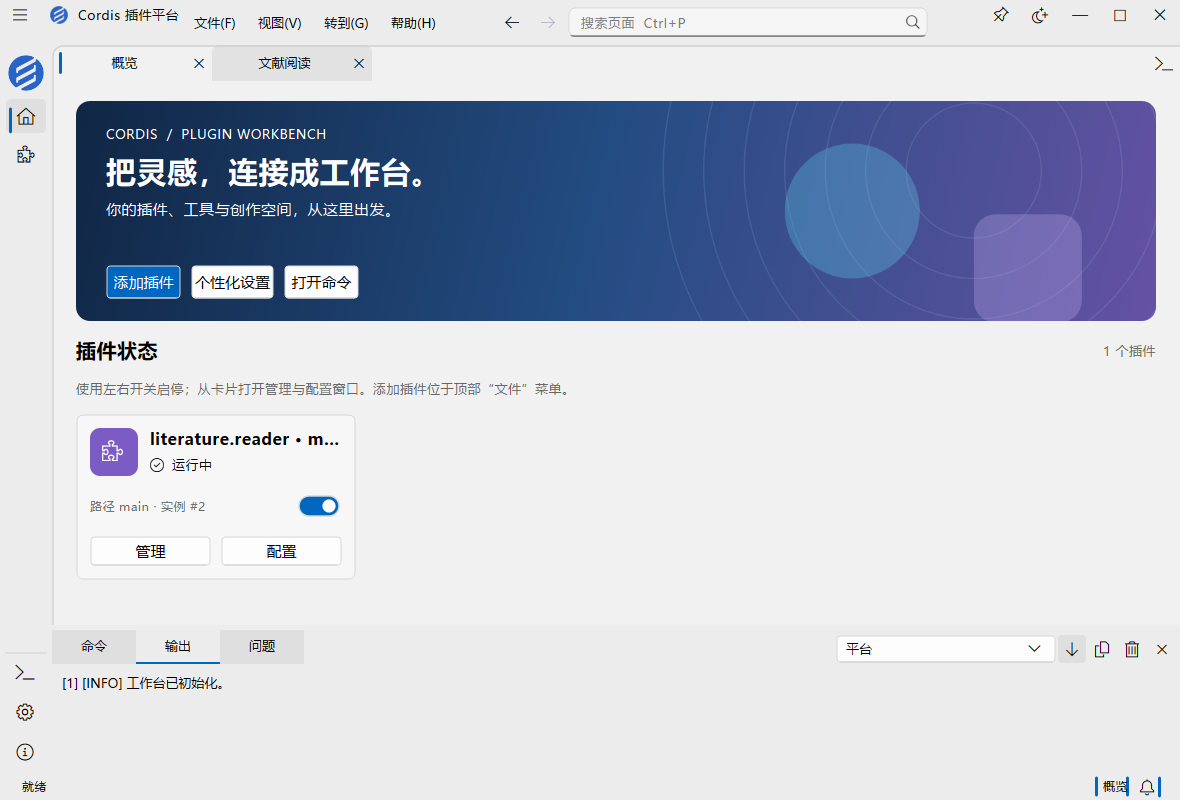 Cordis 插件平台 文件(F) 视图(V) 转到(G) 帮助(H) 搜索页面 Ctrl+P
概览 文献阅读
CORDIS / PLUGIN WORKBENCH
把灵感，连接成工作台。
你的插件、工具与创作空间，从这里出发。
添加插件 个性化设置 打开命令
插件状态 1 个插件
使用左右开关启停；从卡片打开管理与配置窗口。添加插件位于顶部“文件”菜单。
literature.reader • m...
运行中
路径 main · 实例 #2
管理 配置
命令 输出 问题 平台
[1] [INFO] 工作台已初始化。
就绪 概览